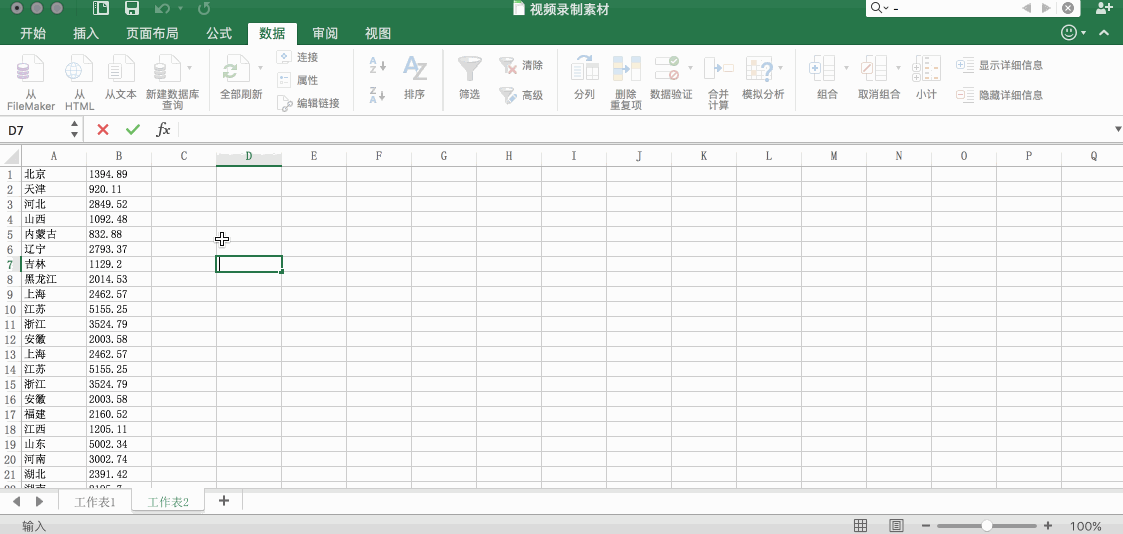 视频录制素材
-
开始 插入 页面布局 公式 数据 审阅 视图
从 FileMaker
从 HTML
从文本
新建数据库查询
全部刷新
连接
属性
编辑链接
排序
筛选
清除
高级
分列
删除重复项
数据验证
合并计算
模拟分析
组合
取消组合
小计
显示详细信息
隐藏详细信息
D7 fx
A B C D E F G H I J K L M N O P Q
1 北京 1394.89
2 天津 920.11
3 河北 2849.52
4 山西 1092.48
5 内蒙古 832.88
6 辽宁 2793.37
7 吉林 1129.2
8 黑龙江 2014.53
9 上海 2462.57
10 江苏 5155.25
11 浙江 3524.79
12 安徽 2003.58
13 上海 2462.57
14 江苏 5155.25
15 浙江 3524.79
16 安徽 2003.58
17 福建 2160.52
18 江西 1205.11
19 山东 5002.34
20 河南 3002.74
21 湖北 2391.42
工作表1 工作表2 +
输入 100%